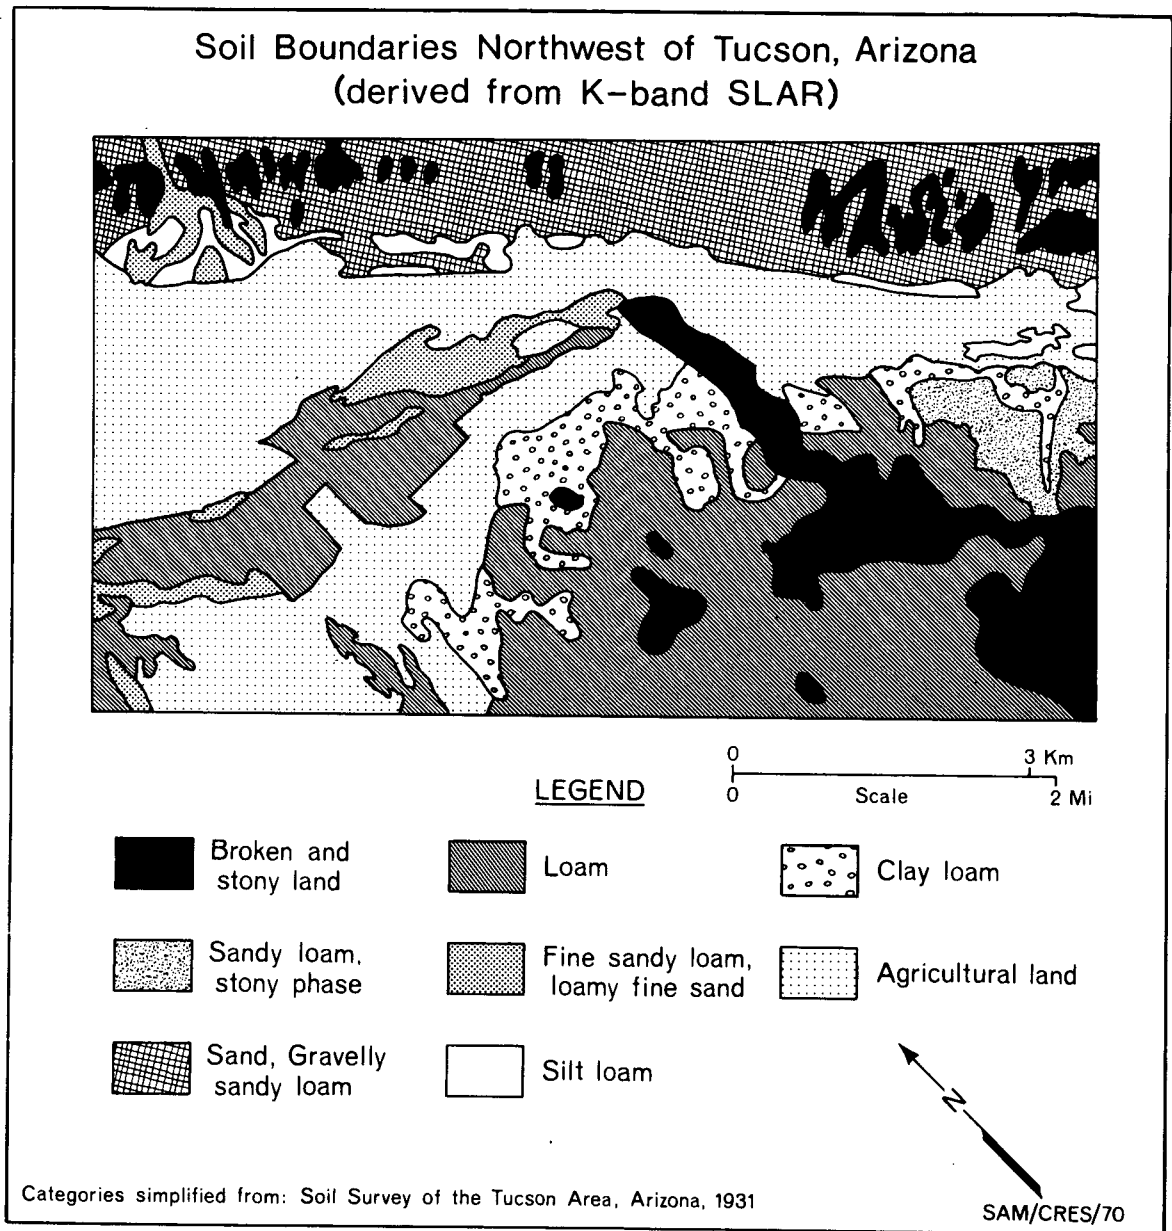 Soil Boundaries Northwest of Tucson, Arizona
(derived from K-band SLAR)
0 3 Km
0 Scale 2 Mi
LEGEND
Broken and
stony land
Loam
Clay loam
Sandy loam,
stony phase
Fine sandy loam,
loamy fine sand
Agricultural land
Sand, Gravelly
sandy loam
Silt loam
N
Categories simplified from: Soil Survey of the Tucson Area, Arizona, 1931
SAM/CRES/70